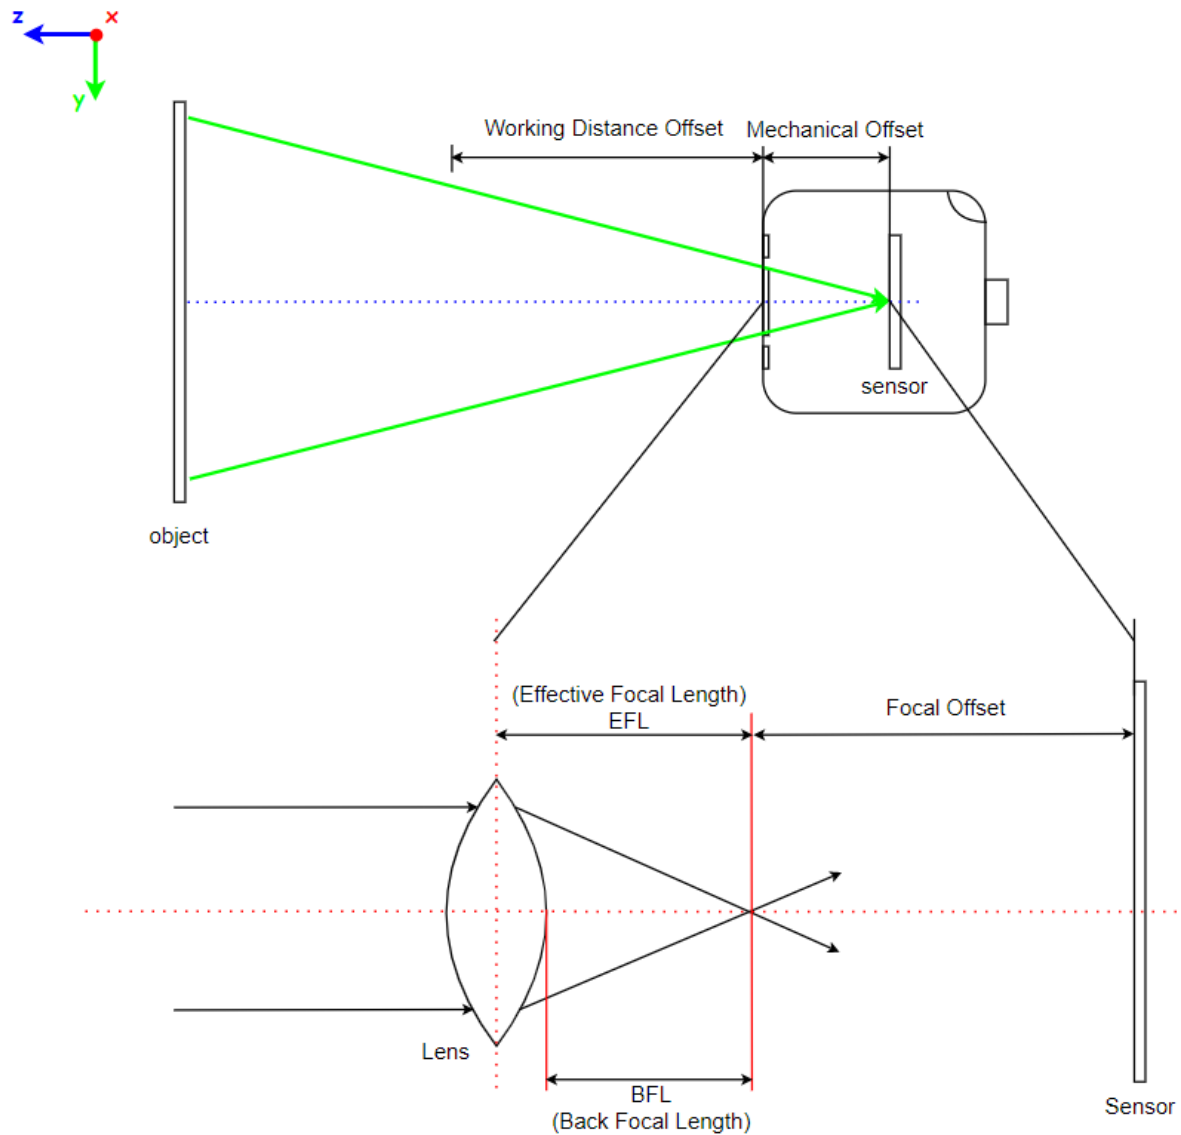 z
x
y
Working Distance Offset
Mechanical Offset
sensor
object
(Effective Focal Length)
EFL
Focal Offset
Lens
BFL
(Back Focal Length)
Sensor